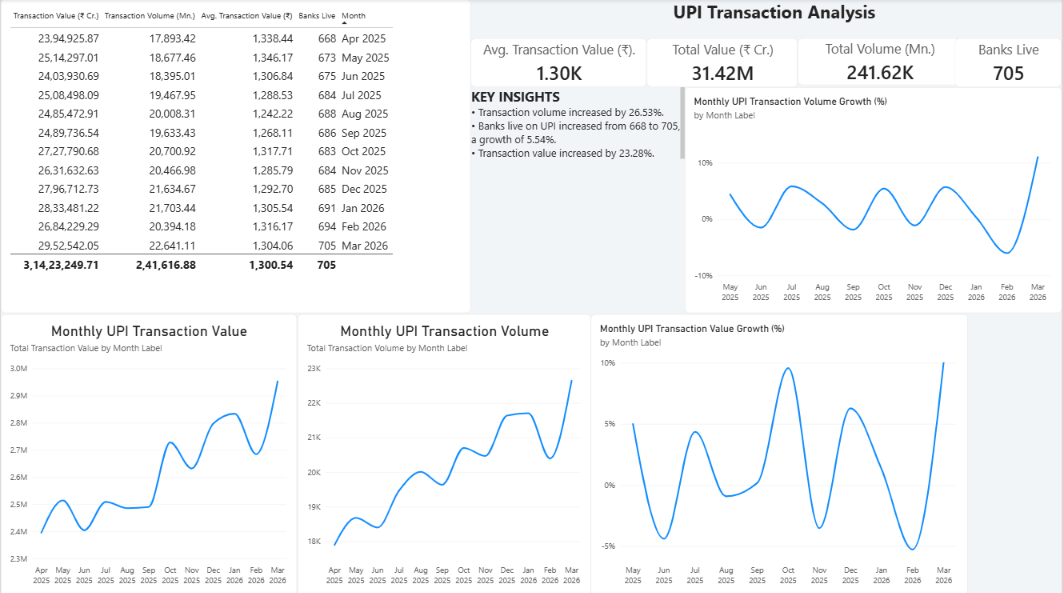 Transaction Value (₹ Cr.) Transaction Volume (Mn.) Avg. Transaction Value (₹) Banks Live Month
23,94,925.87 17,893.42 1,338.44 668 Apr 2025
25,14,297.01 18,677.46 1,346.17 673 May 2025
24,03,930.69 18,395.01 1,306.84 675 Jun 2025
25,08,498.09 19,467.95 1,288.53 684 Jul 2025
24,85,472.91 20,008.31 1,242.22 688 Aug 2025
24,89,736.54 19,633.43 1,268.11 686 Sep 2025
27,27,790.68 20,700.92 1,317.71 683 Oct 2025
26,31,632.63 20,466.98 1,285.79 684 Nov 2025
27,96,712.73 21,634.67 1,292.70 685 Dec 2025
28,33,481.22 21,703.44 1,305.54 691 Jan 2026
26,84,229.29 20,394.18 1,316.17 694 Feb 2026
29,52,542.05 22,641.11 1,304.06 705 Mar 2026
3,14,23,249.71 2,41,616.88 1,300.54 705
UPI Transaction Analysis
Avg. Transaction Value (₹). Total Value (₹ Cr.) Total Volume (Mn.) Banks Live
1.30K 31.42M 241.62K 705
KEY INSIGHTS
• Transaction volume increased by 26.53%.
• Banks live on UPI increased from 668 to 705,
a growth of 5.54%.
• Transaction value increased by 23.28%.
Monthly UPI Transaction Volume Growth (%)
by Month Label
10%
0%
-10%
May Jun Jul Aug Sep Oct Nov Dec Jan Feb Mar
2025 2025 2025 2025 2025 2025 2025 2025 2026 2026 2026
Monthly UPI Transaction Value
Total Transaction Value by Month Label
3.0M
2.9M
2.8M
2.7M
2.6M
2.5M
2.4M
2.3M
Apr May Jun Jul Aug Sep Oct Nov Dec Jan Feb Mar
2025 2025 2025 2025 2025 2025 2025 2025 2025 2026 2026 2026
Monthly UPI Transaction Volume
Total Transaction Volume by Month Label
23K
22K
21K
20K
19K
18K
Apr May Jun Jul Aug Sep Oct Nov Dec Jan Feb Mar
2025 2025 2025 2025 2025 2025 2025 2025 2025 2026 2026 2026
Monthly UPI Transaction Value Growth (%)
by Month Label
10%
5%
0%
-5%
May Jun Jul Aug Sep Oct Nov Dec Jan Feb Mar
2025 2025 2025 2025 2025 2025 2025 2025 2026 2026 2026